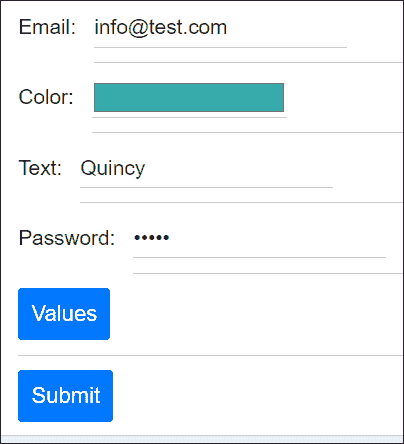 Email: info@test.com
Color:
Text: Quincy
Password: •••••
Values
Submit